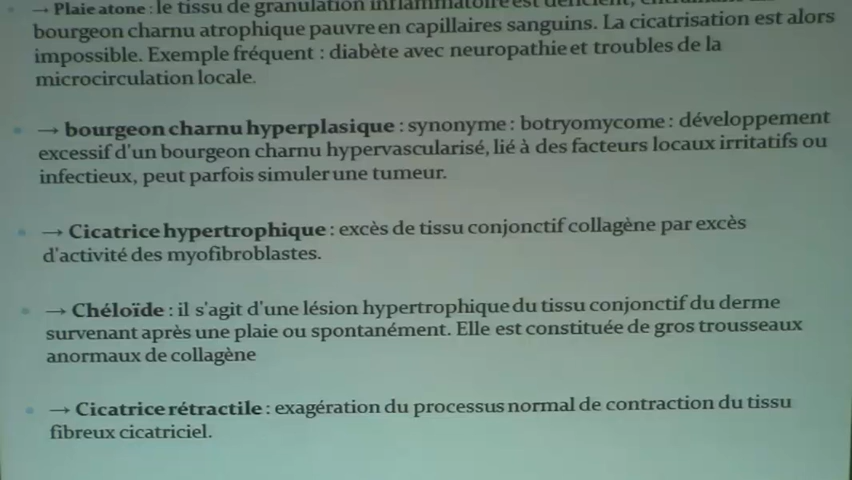 → Plaie atone : le tissu de granulation inflammatoire est déficient,
bourgeon charnu atrophique pauvre en capillaires sanguins. La cicatrisation est alors
impossible. Exemple fréquent : diabète avec neuropathie et troubles de la
microcirculation locale.
→ bourgeon charnu hyperplasique : synonyme : botryomycome : développement
excessif d'un bourgeon charnu hypervascularisé, lié à des facteurs locaux irritatifs ou
infectieux, peut parfois simuler une tumeur.
→ Cicatrice hypertrophique : excès de tissu conjonctif collagène par excès
d'activité des myofibroblastes.
→ Chéloïde : il s'agit d'une lésion hypertrophique du tissu conjonctif du derme
survenant après une plaie ou spontanément. Elle est constituée de gros trousseaux
anormaux de collagène
→ Cicatrice rétractile : exagération du processus normal de contraction du tissu
fibreux cicatriciel.